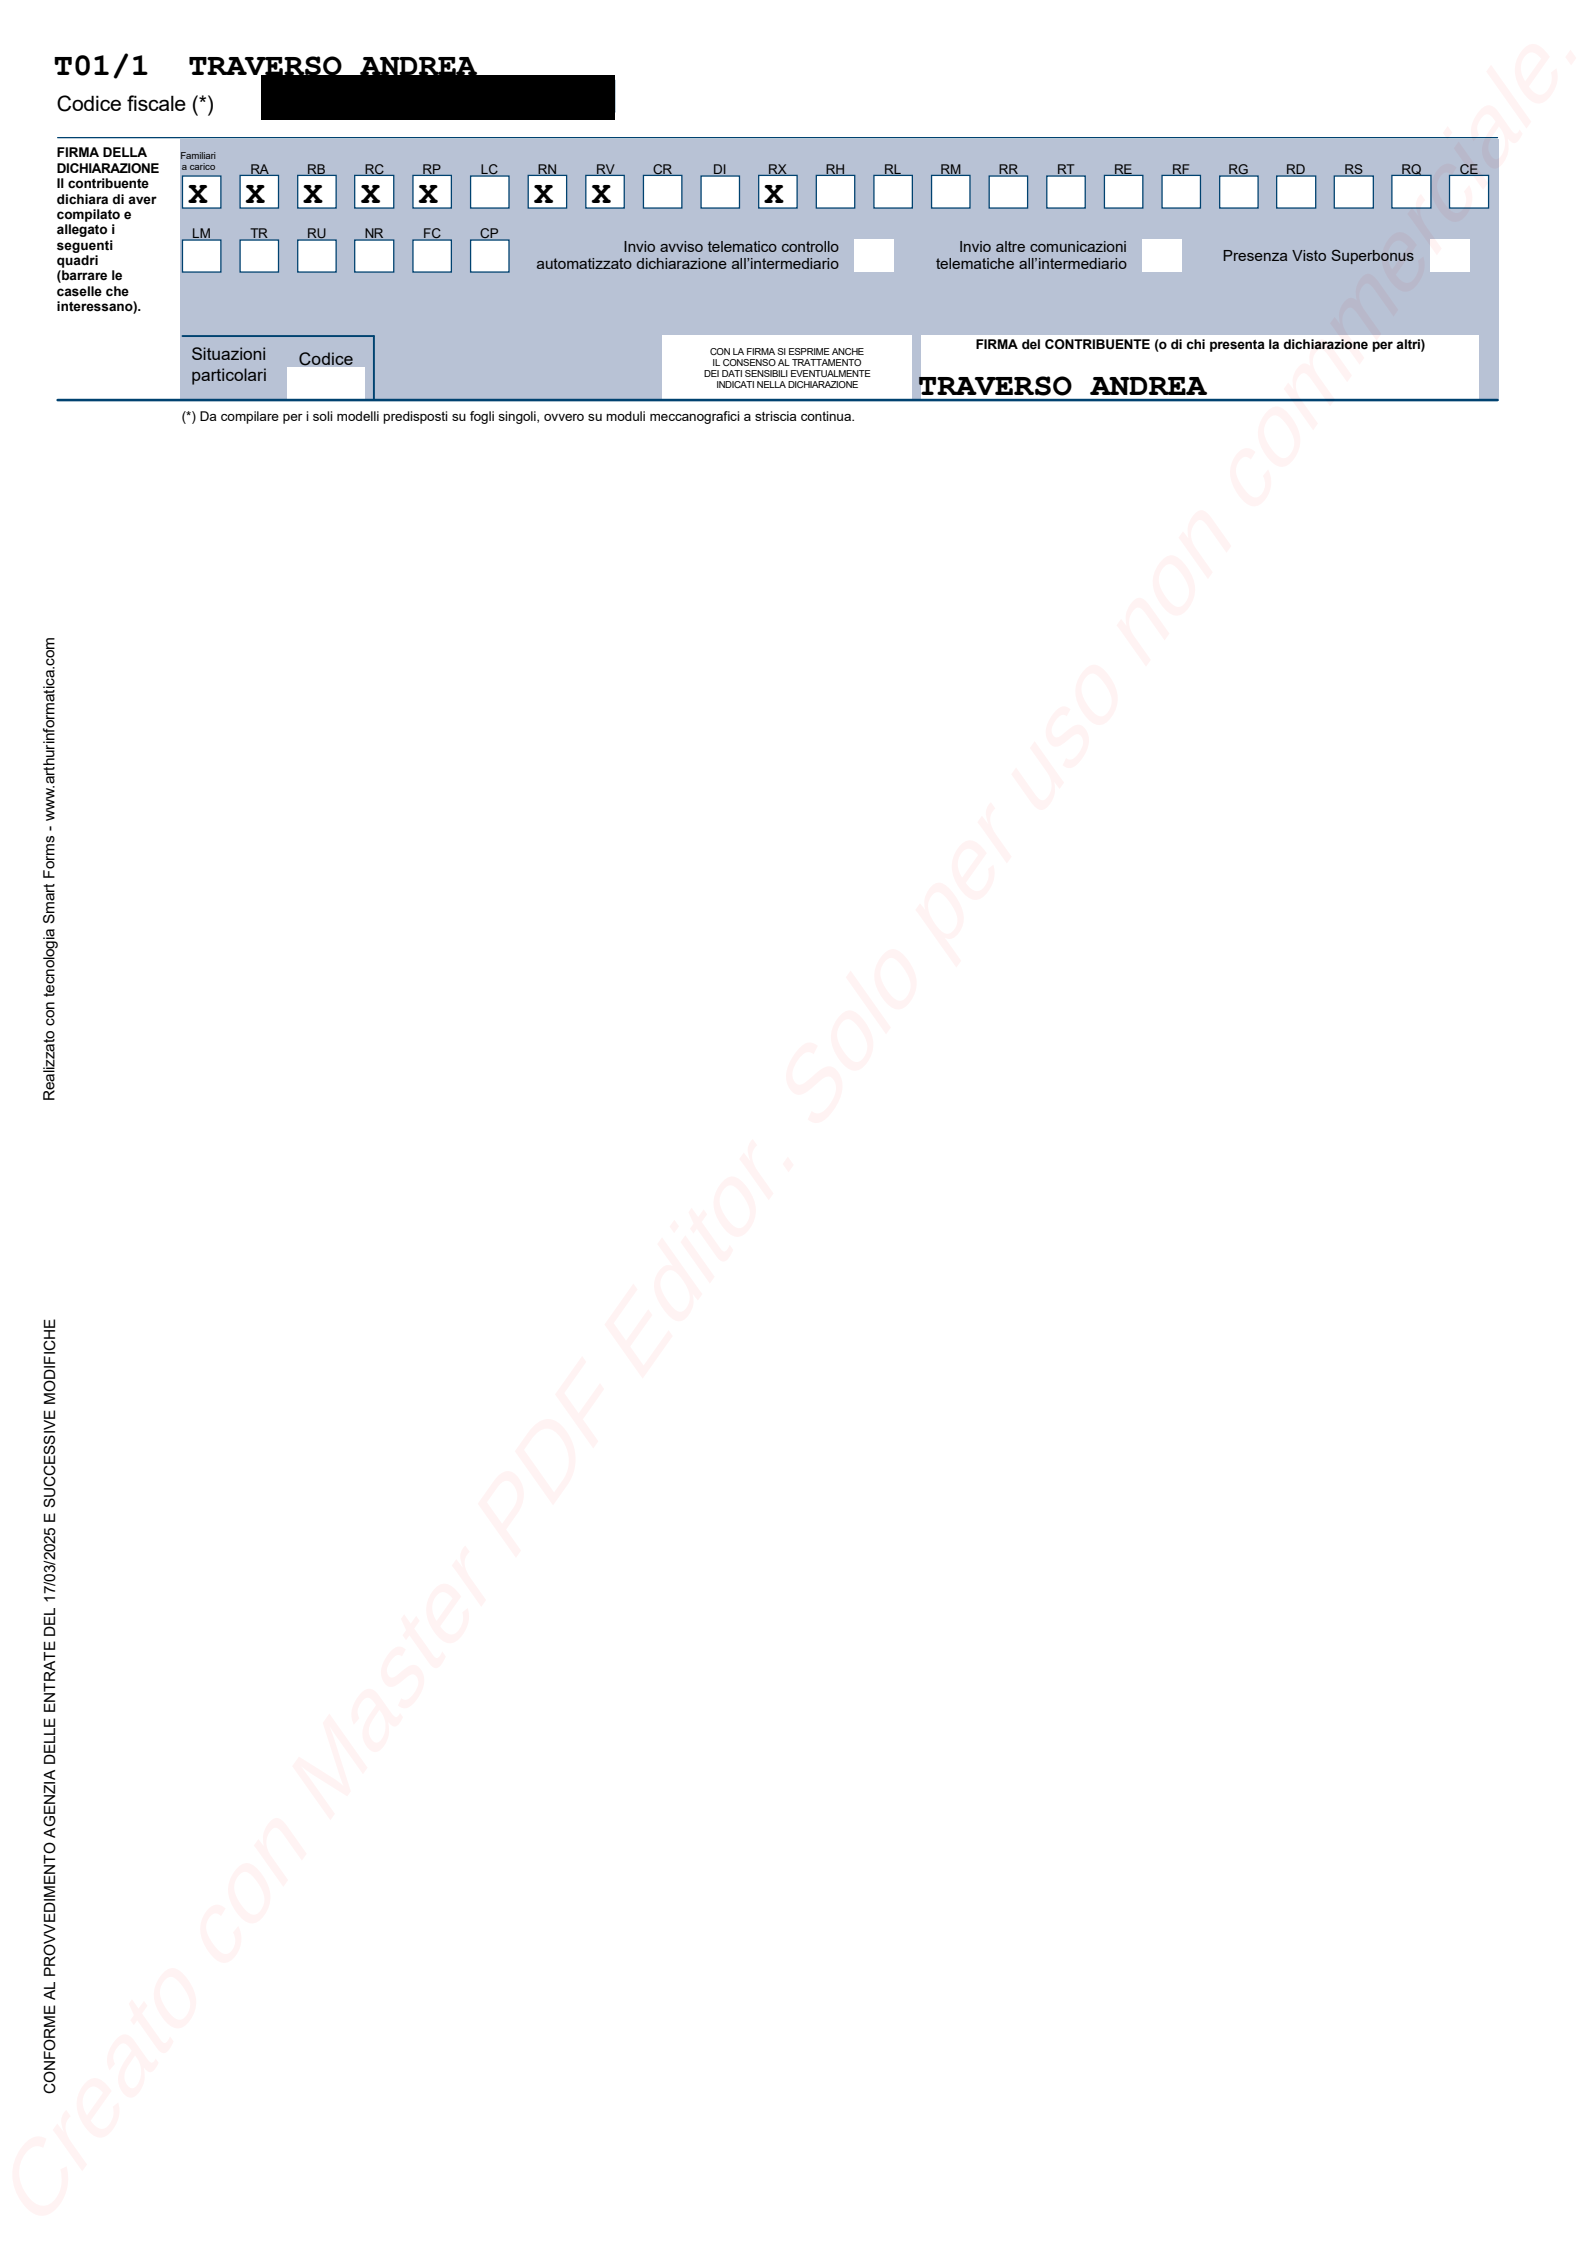 T01/1 TRAVERSO ANDREA
Codice fiscale (*)
FIRMA DELLA
DICHIARAZIONE
Il contribuente
dichiara di aver
compilato e
allegato i
seguenti
quadri
(barrare le
caselle che
interessano).
Familiari
a carico RA RB RC RP LC RN RV CR DI RX RH RL RM RR RT RE RF RG RD RS RQ CE
X X X X X X X X
LM TR RU NR FC CP
Invio avviso telematico controllo
automatizzato dichiarazione all'intermediario
Invio altre comunicazioni
telematiche all'intermediario
Presenza Visto Superbonus
Situazioni
particolari
Codice
CON LA FIRMA SI ESPRIME ANCHE
IL CONSENSO AL TRATTAMENTO
DEI DATI SENSIBILI EVENTUALMENTE
INDICATI NELLA DICHIARAZIONE
FIRMA del CONTRIBUENTE (o di chi presenta la dichiarazione per altri)
TRAVERSO ANDREA
(*) Da compilare per i soli modelli predisposti su fogli singoli, ovvero su moduli meccanografici a striscia continua.
Realizzato con tecnologia Smart Forms - www.arthurinformatica.com
CONFORME AL PROVVEDIMENTO AGENZIA DELLE ENTRATE DEL 17/03/2025 E SUCCESSIVE MODIFICHE
Creato con Master PDF Editor. Solo per uso non commerciale.